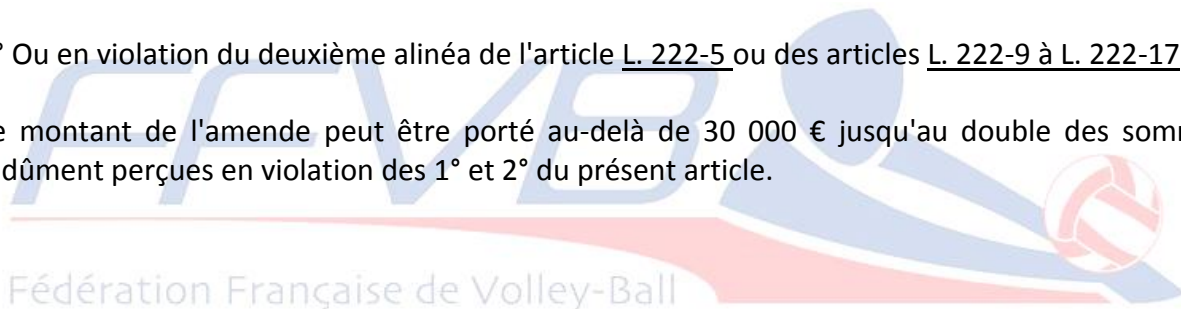 ° Ou en violation du deuxième alinéa de l'article L. 222-5 ou des articles L. 222-9 à L. 222-17
e montant de l'amende peut être porté au-delà de 30 000 € jusqu'au double des somm
dûment perçues en violation des 1° et 2° du présent article.
FFVB
Fédération Française de Volley-Ball